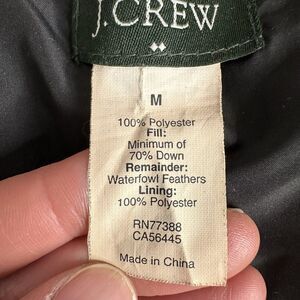 J.CREW
M
100% Polyester
Fill:
Minimum of
70% Down
Remainder:
Waterfowl Feathers
Lining:
100% Polyester
RN77388
CA56445
Made in China